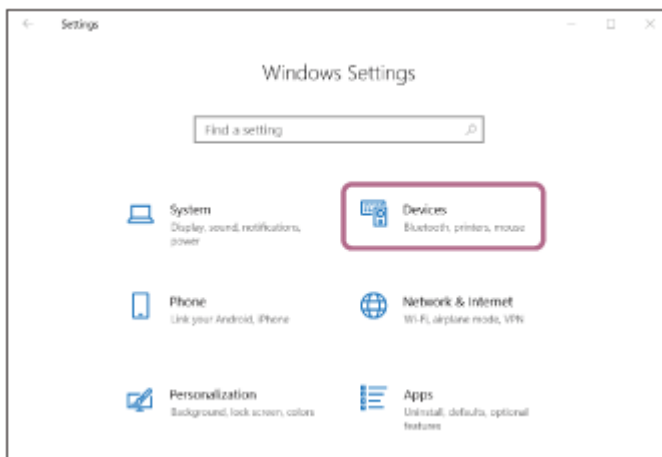 Settings
Windows Settings
Find a setting
System
Display, sound, notifications,
power
Devices
Bluetooth, printers, mouse
Phone
Link your Android, iPhone
Network & Internet
Wi-Fi, airplane mode, VPN
Personalization
Background, lock screen, colors
Apps
Uninstall, defaults, optional
features